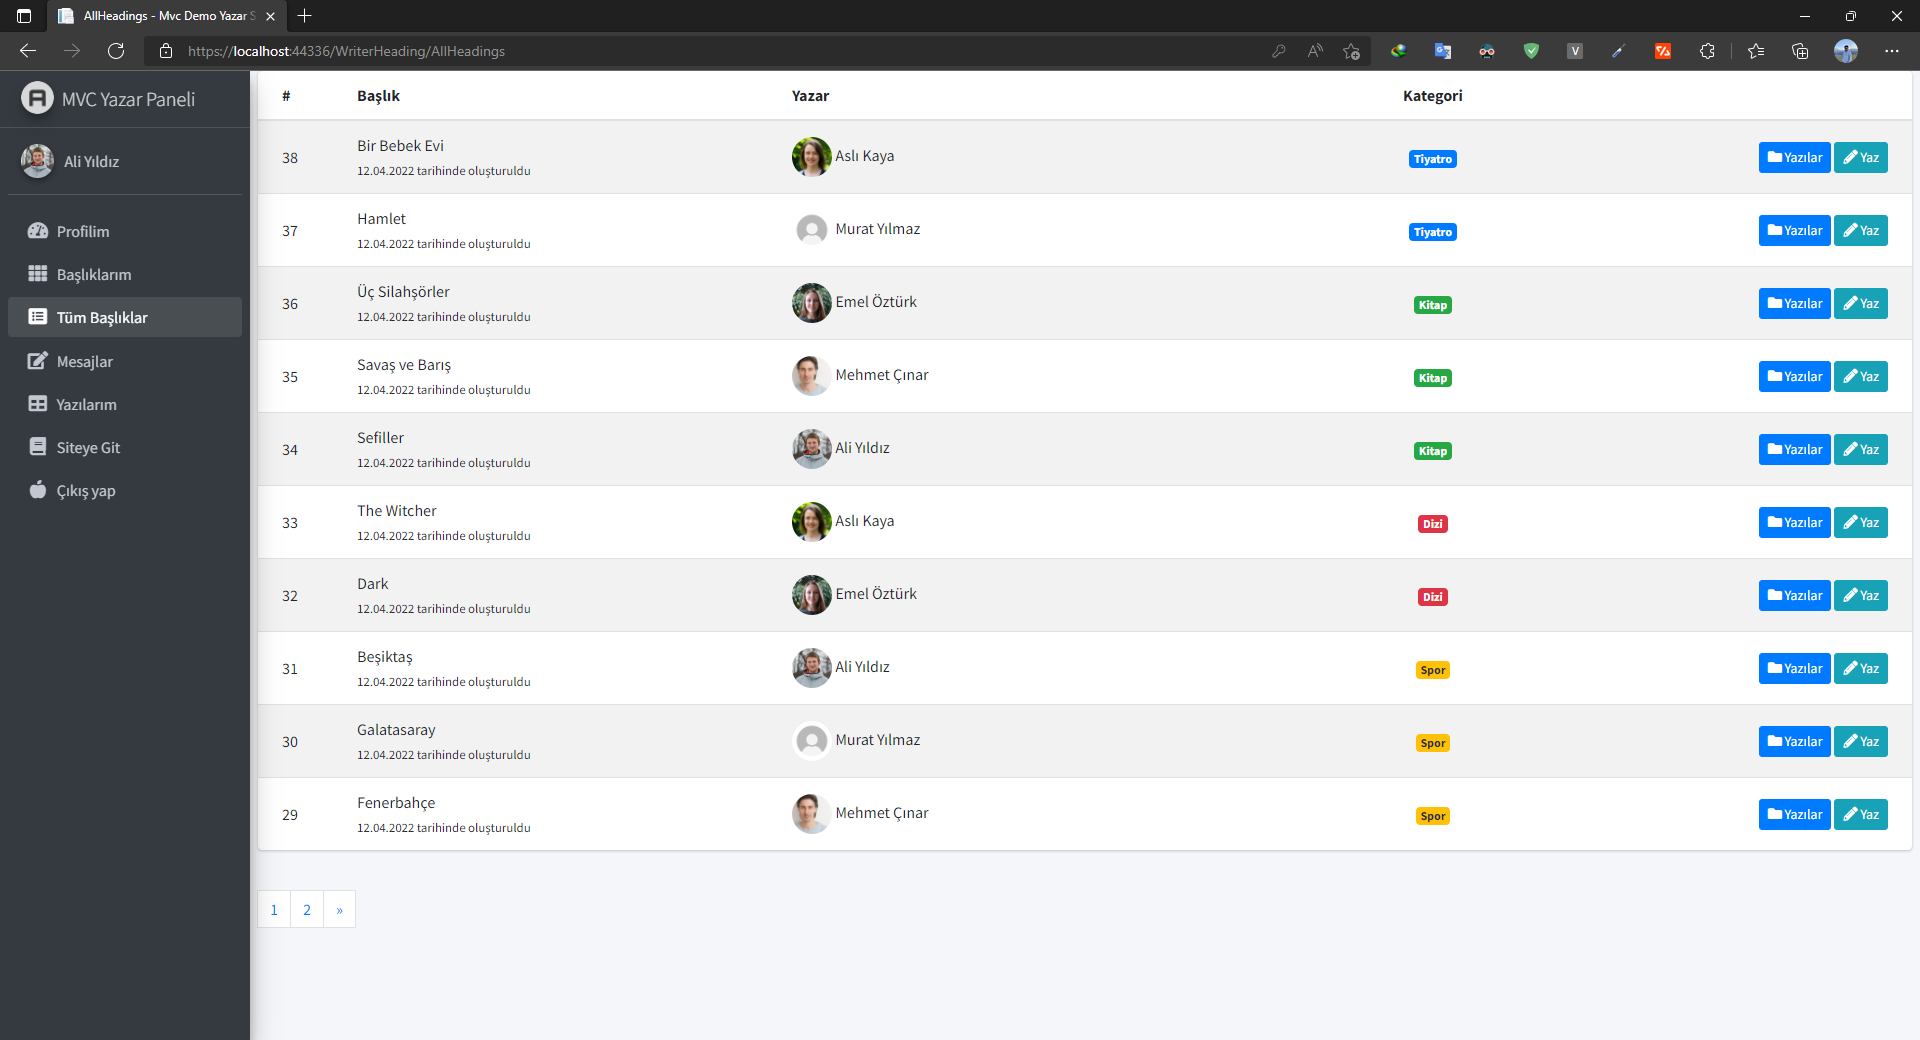 AllHeadings - Mvc Demo Yazar S
https://localhost:44336/WriterHeading/AllHeadings
MVC Yazar Paneli
Ali Yıldız
Profilim
Başlıklarım
Tüm Başlıklar
Mesajlar
Yazılarım
Siteye Git
Çıkış yap
# Başlık Yazar Kategori
38 Bir Bebek Evi Aslı Kaya Tiyatro Yazılar Yaz
12.04.2022 tarihinde oluşturuldu
37 Hamlet Murat Yılmaz Tiyatro Yazılar Yaz
12.04.2022 tarihinde oluşturuldu
36 Üç Silahşörler Emel Öztürk Kitap Yazılar Yaz
12.04.2022 tarihinde oluşturuldu
35 Savaş ve Barış Mehmet Çınar Kitap Yazılar Yaz
12.04.2022 tarihinde oluşturuldu
34 Sefiller Ali Yıldız Kitap Yazılar Yaz
12.04.2022 tarihinde oluşturuldu
33 The Witcher Aslı Kaya Dizi Yazılar Yaz
12.04.2022 tarihinde oluşturuldu
32 Dark Emel Öztürk Dizi Yazılar Yaz
12.04.2022 tarihinde oluşturuldu
31 Beşiktaş Ali Yıldız Spor Yazılar Yaz
12.04.2022 tarihinde oluşturuldu
30 Galatasaray Murat Yılmaz Spor Yazılar Yaz
12.04.2022 tarihinde oluşturuldu
29 Fenerbahçe Mehmet Çınar Spor Yazılar Yaz
12.04.2022 tarihinde oluşturuldu
1 2 »